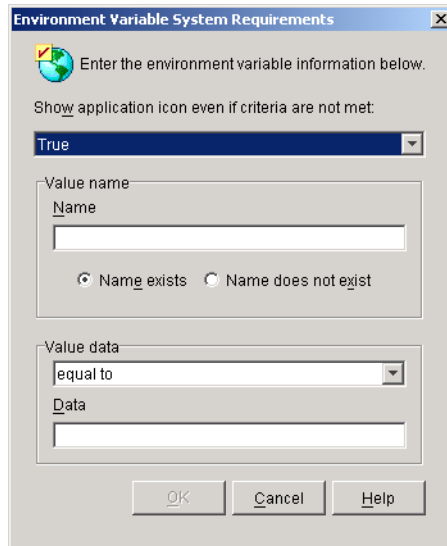 Environment Variable System Requirements
Enter the environment variable information below.
Show application icon even if criteria are not met:
True
Value name
Name
Name exists
Name does not exist
Value data
equal to
Data
OK
Cancel
Help